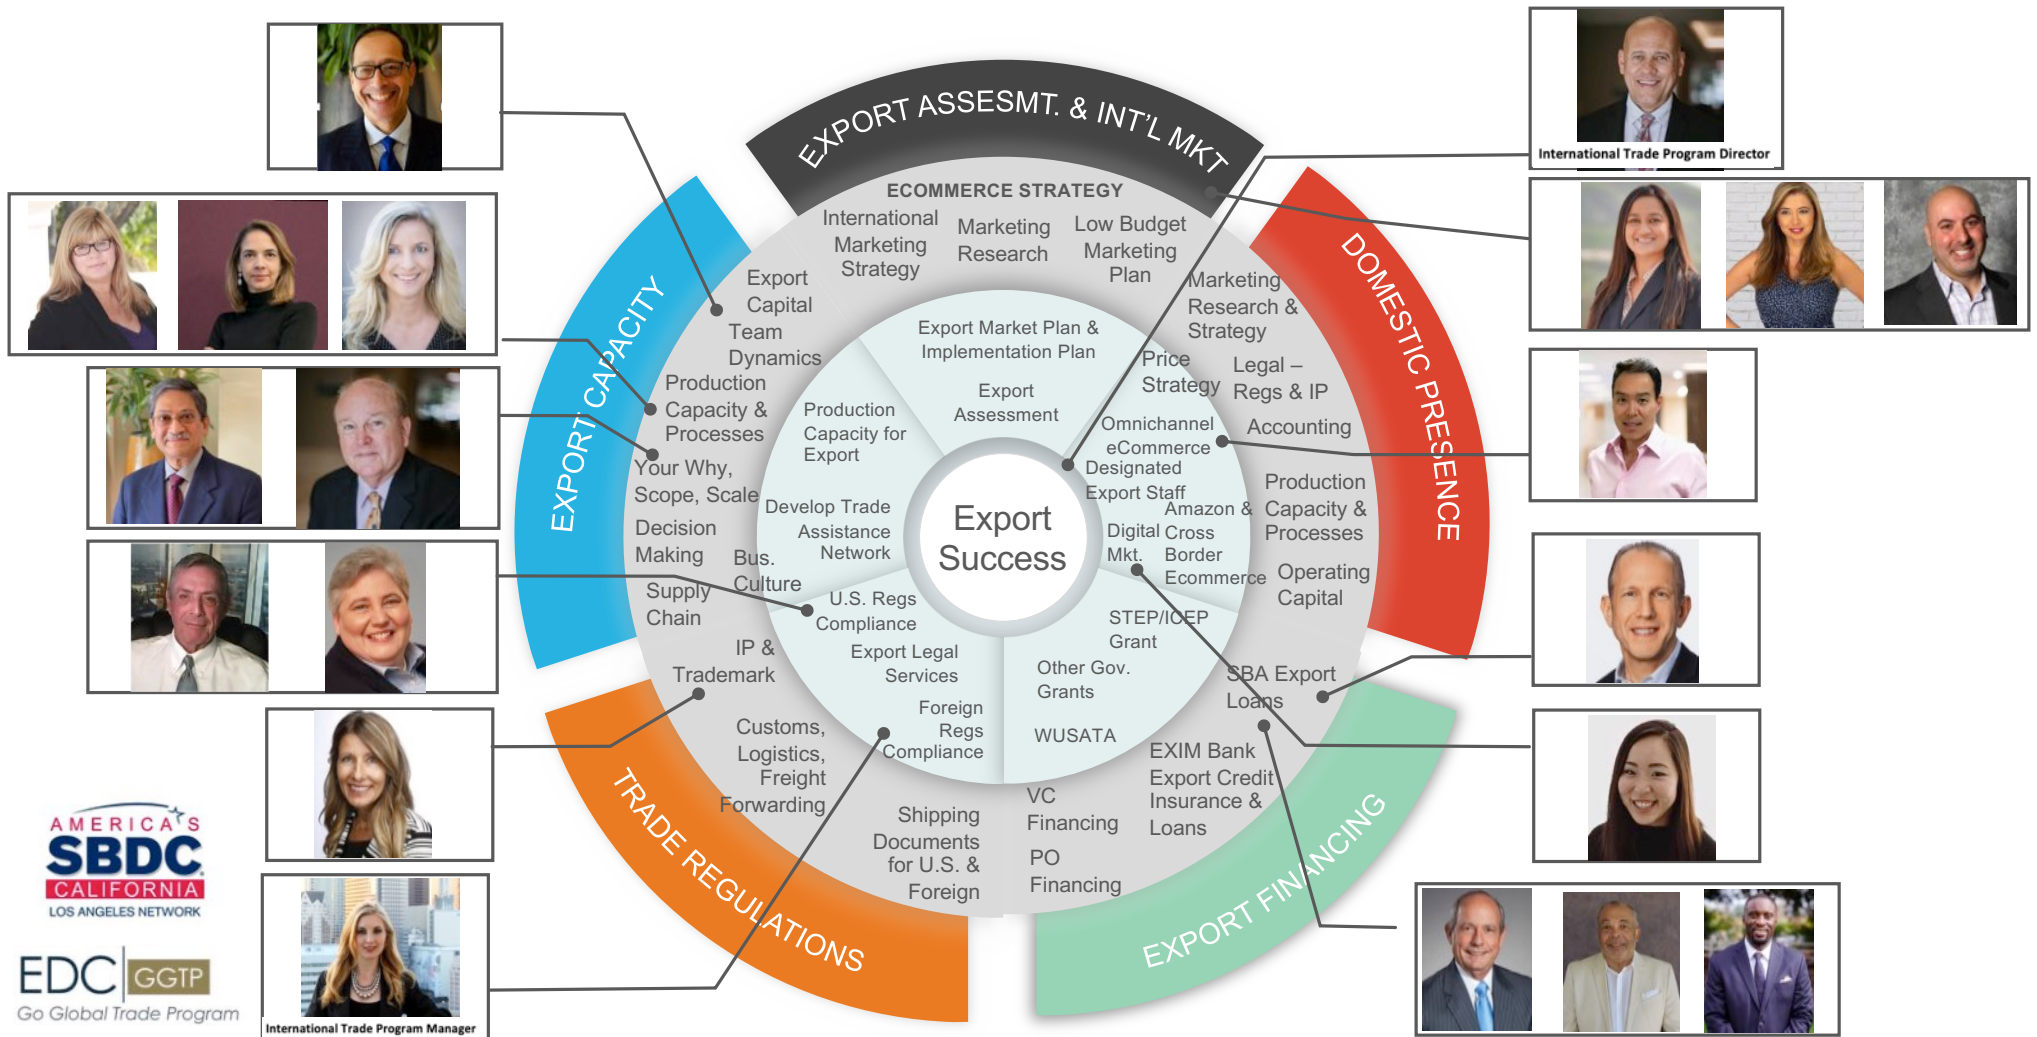 EXPORT ASSESMT. & INT'L MKT
ECOMMERCE STRATEGY
International
Marketing
Strategy
Marketing
Research
Low Budget
Marketing
Plan
DOMESTIC PRESENCE
Marketing
Research &
Strategy
Legal –
Regs & IP
Accounting
Production
Capacity &
Processes
Operating
Capital
EXPORT FINANCING
SBA Export
Loans
EXIM Bank
Export Credit
Insurance &
Loans
VC
Financing
PO
Financing
TRADE REGULATIONS
IP &
Trademark
Customs,
Logistics,
Freight
Forwarding
Shipping
Documents
for U.S. &
Foreign
EXPORT CAPACITY
Export
Capital
Team
Dynamics
Production
Capacity &
Processes
Your Why,
Scope, Scale
Decision
Making
Bus.
Culture
Supply
Chain
Export Market Plan &
Implementation Plan
Export
Assessment
Price
Strategy
Omnichannel
eCommerce
Designated
Export Staff
Amazon &
Cross
Border
Ecommerce
Digital
Mkt.
STEP/ICEP
Grant
Other Gov.
Grants
WUSATA
U.S. Regs
Compliance
Export Legal
Services
Foreign
Regs
Compliance
Production
Capacity for
Export
Develop Trade
Assistance
Network
Export
Success
International Trade Program Director
International Trade Program Manager
AMERICA'S
SBDC
CALIFORNIA
LOS ANGELES NETWORK
EDC GGTP
Go Global Trade Program